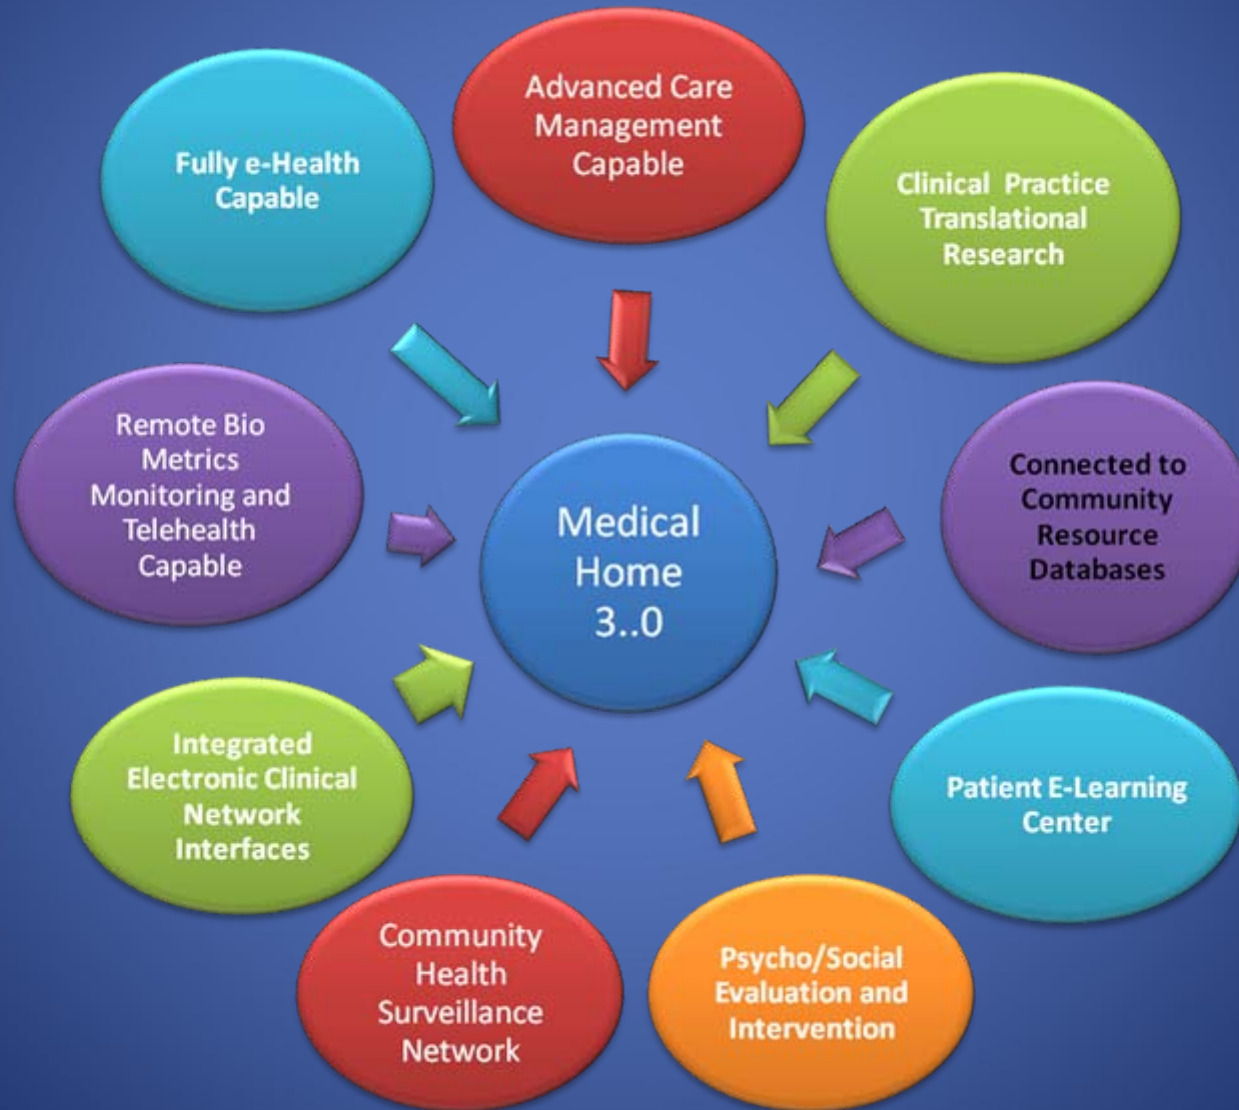 Advanced Care
Management
Capable
Fully e-Health
Capable
Clinical Practice
Translational
Research
Remote Bio
Metrics
Monitoring and
Telehealth
Capable
Connected to
Community
Resource
Databases
Medical
Home
3..0
Integrated
Electronic Clinical
Network
Interfaces
Patient E-Learning
Center
Community
Health
Surveillance
Network
Psycho/Social
Evaluation and
Intervention